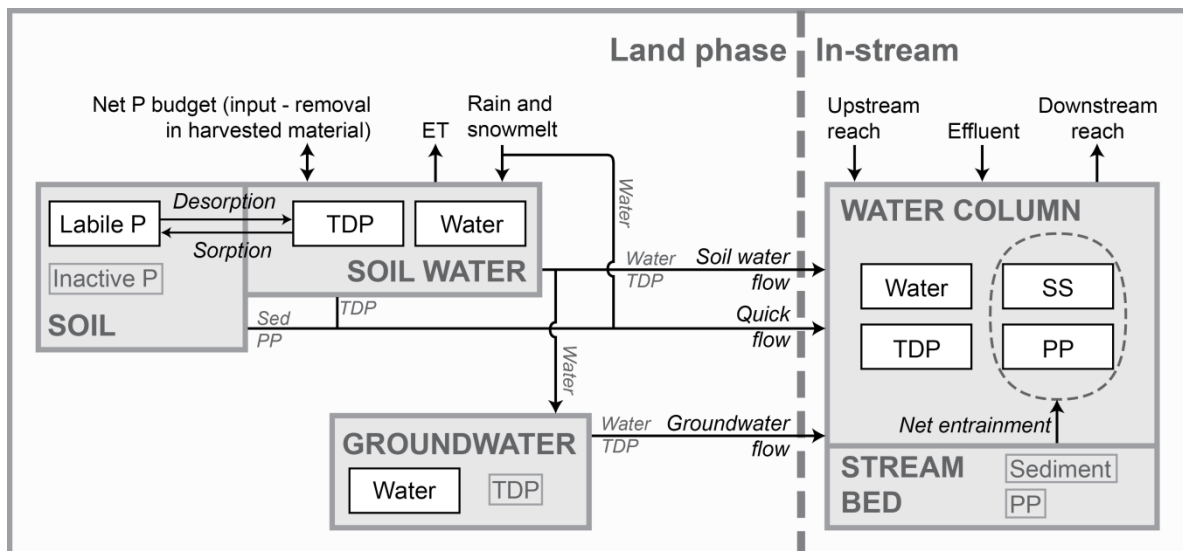 Land phase
In-stream
Net P budget (input - removal
in harvested material)
ET
Rain and
snowmelt
Upstream
reach
Effluent
Downstream
reach
Water
Labile P
Desorption
Sorption
TDP
Water
Inactive P
SOIL WATER
SOIL
Water
TDP
Soil water
flow
TDP
Sed
PP
Quick
flow
Water
GROUNDWATER
Water
TDP
Water
TDP
Groundwater
flow
WATER COLUMN
Water
SS
TDP
PP
Net entrainment
STREAM
BED
Sediment
PP